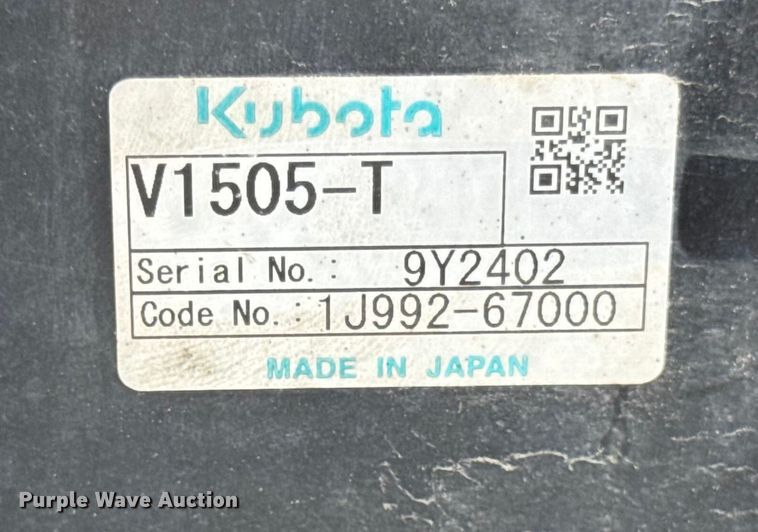 Kubota
V1505-T
Serial No.: 9Y2402
Code No.: 1J992-67000
MADE IN JAPAN
Purple Wave Auction